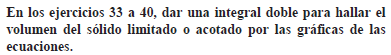 En los ejercicios 33 a 40, dar una integral doble para hallar el
volumen del sólido limitado o acotado por las gráficas de las
ecuaciones.